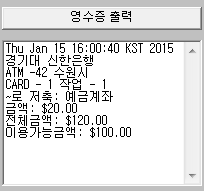 영수증 출력
Thu Jan 15 16:00:40 KST 2015
경기대 신한은행
ATM -42 수원시
CARD - 1 작업 - 1
~로 저축: 예금계좌
금액: $20.00
전체금액: $120.00
이용가능금액: $100.00